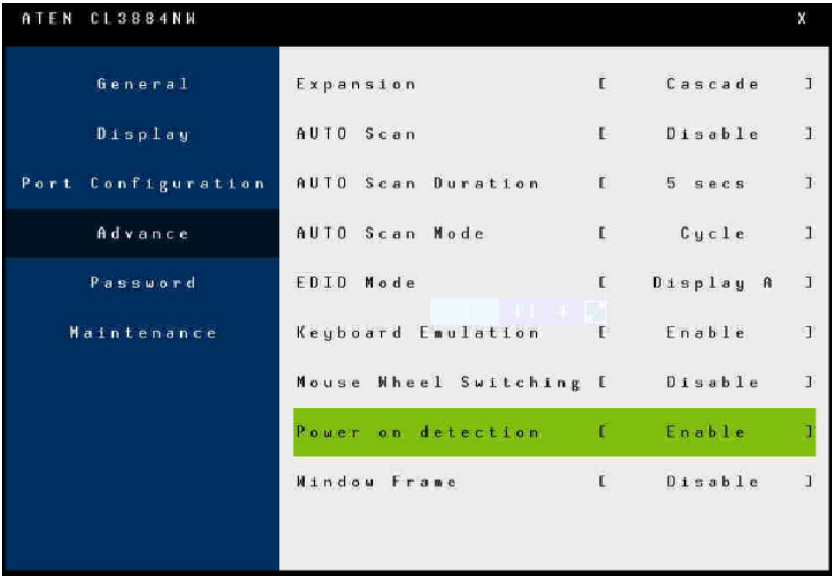 ATEN CL3884NW X
General
Display
Port Configuration
Advance
Password
Maintenance
Expansion [ Cascade ]
AUTO Scan [ Disable ]
AUTO Scan Duration [ 5 secs ]
AUTO Scan Mode [ Cycle ]
EDID Mode [ Display A ]
Keyboard Emulation [ Enable ]
Mouse Wheel Switching [ Disable ]
Power on detection [ Enable ]
Window Frame [ Disable ]